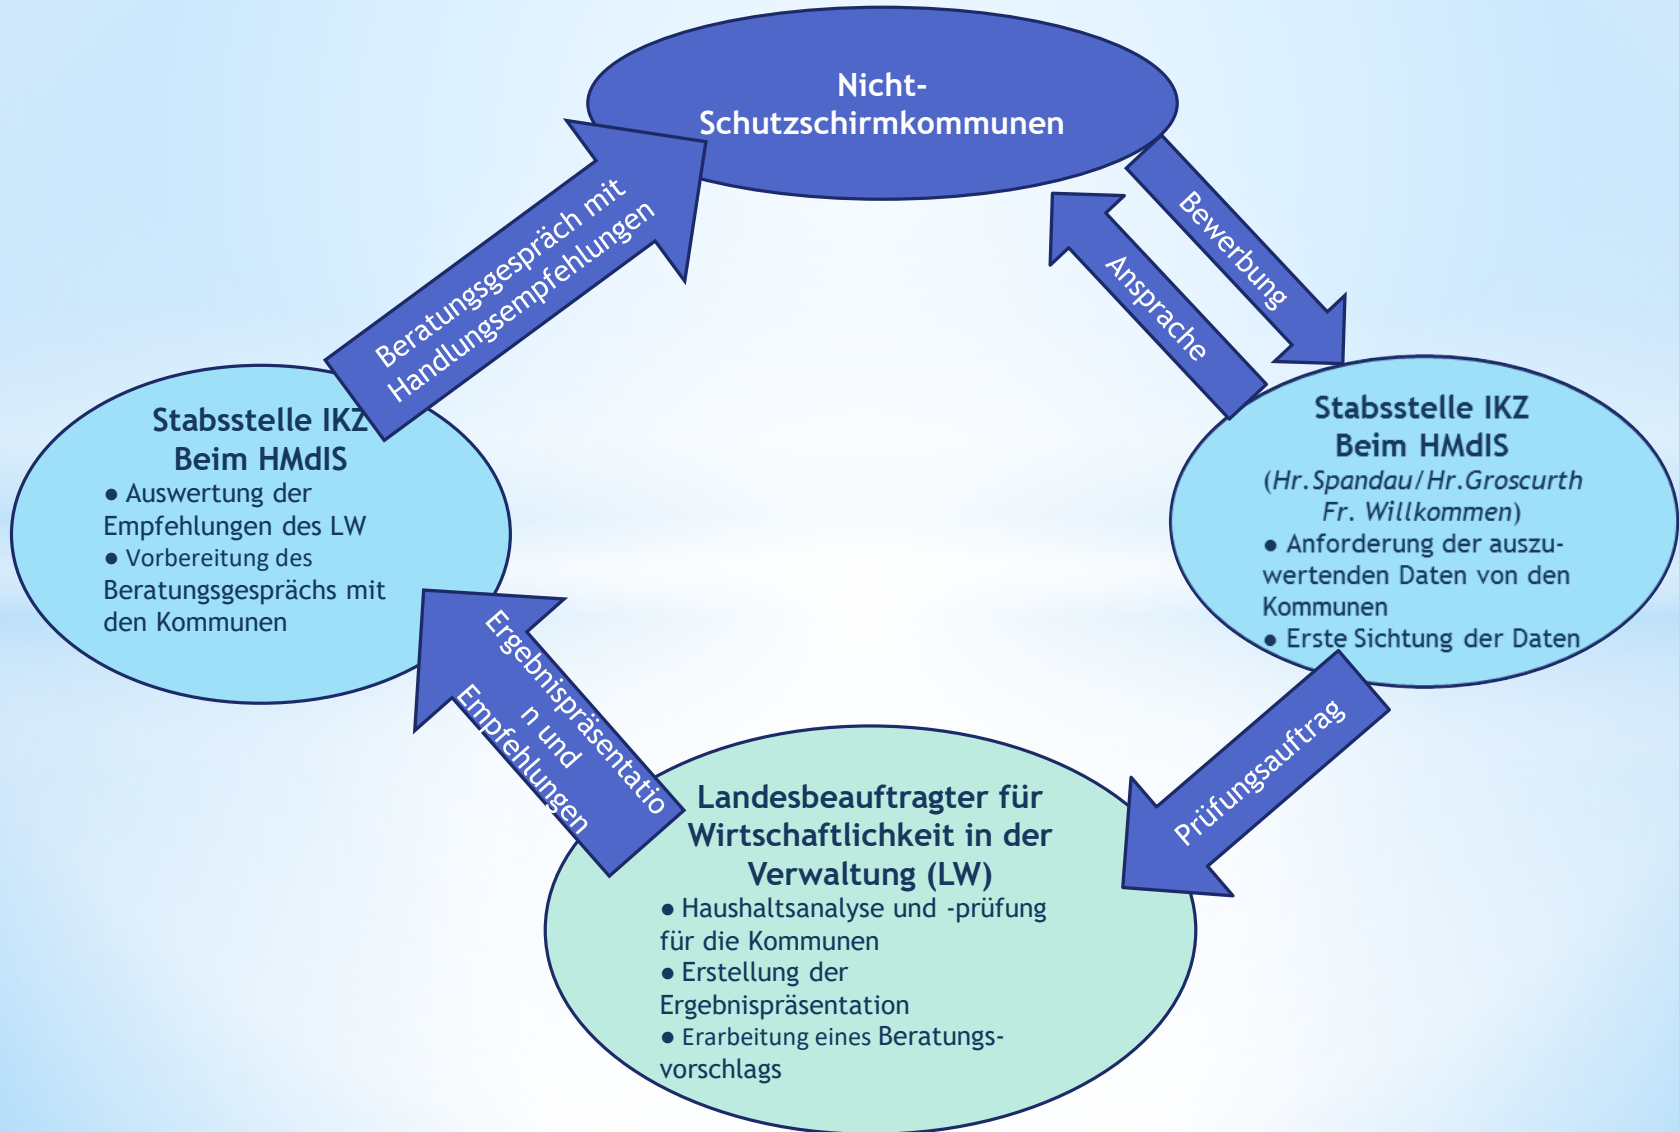 Nicht-
Schutzschirmkommunen
Bewerbung
Ansprache
Stabsstelle IKZ
Beim HMdIS
(Hr.Spandau/Hr.Groscurth
Fr. Willkommen)
● Anforderung der auszu-
wertenden Daten von den
Kommunen
● Erste Sichtung der Daten
Prüfungsauftrag
Landesbeauftragter für
Wirtschaftlichkeit in der
Verwaltung (LW)
● Haushaltsanalyse und -prüfung
für die Kommunen
● Erstellung der
Ergebnispräsentation
● Erarbeitung eines Beratungs-
vorschlags
Ergebnispräsentatio
n und
Empfehlungen
Stabsstelle IKZ
Beim HMdIS
● Auswertung der
Empfehlungen des LW
● Vorbereitung des
Beratungsgesprächs mit
den Kommunen
Beratungsgespräch mit
Handlungsempfehlungen